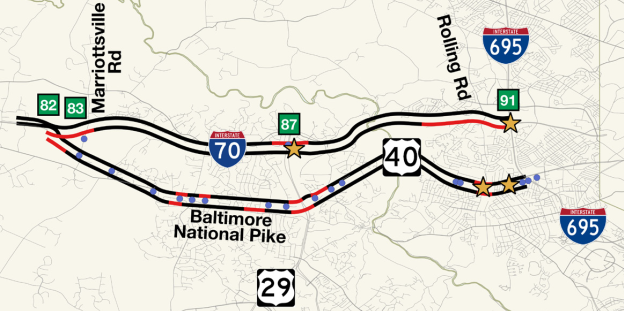 Marriottsville
Rd
Rolling Rd
INTERSTATE
695
82
83
87
91
INTERSTATE
70
40
Baltimore
National Pike
INTERSTATE
695
29